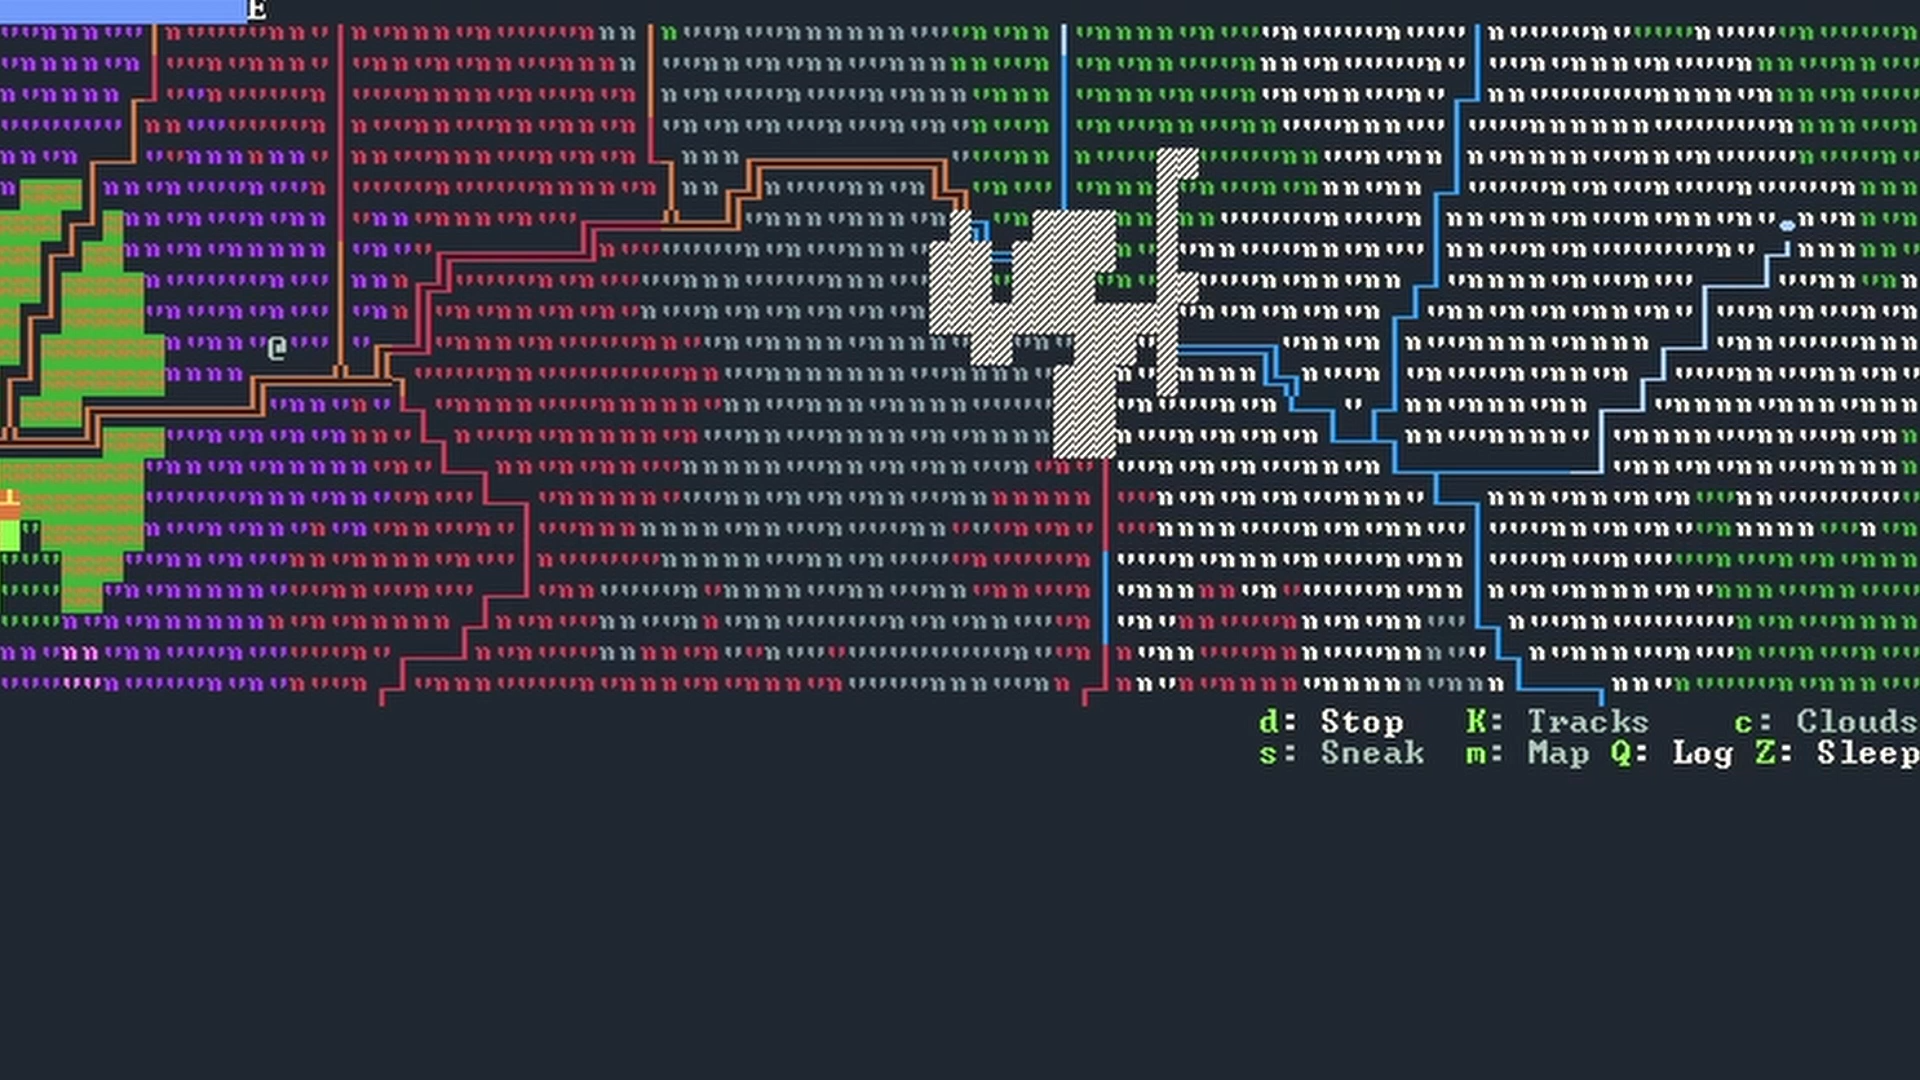 E
@
d: Stop K: Tracks c: Clouds
s: Sneak m: Map Q: Log Z: Sleep